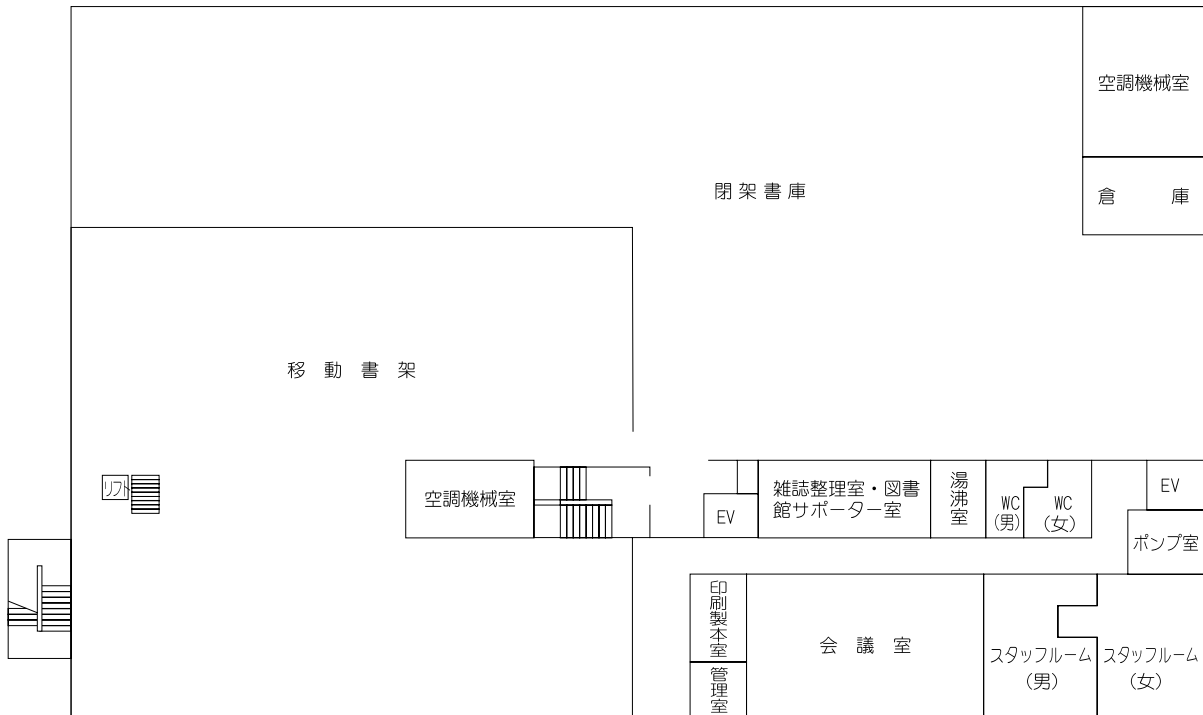 空調機械室
閉架書庫
倉庫
移動書架
リフト
空調機械室
EV
雑誌整理室・図書
館サポーター室
湯沸室
WC
(男)
WC
(女)
EV
ポンプ室
印刷製本室
管理室
会議室
スタッフルーム
(男)
スタッフルーム
(女)